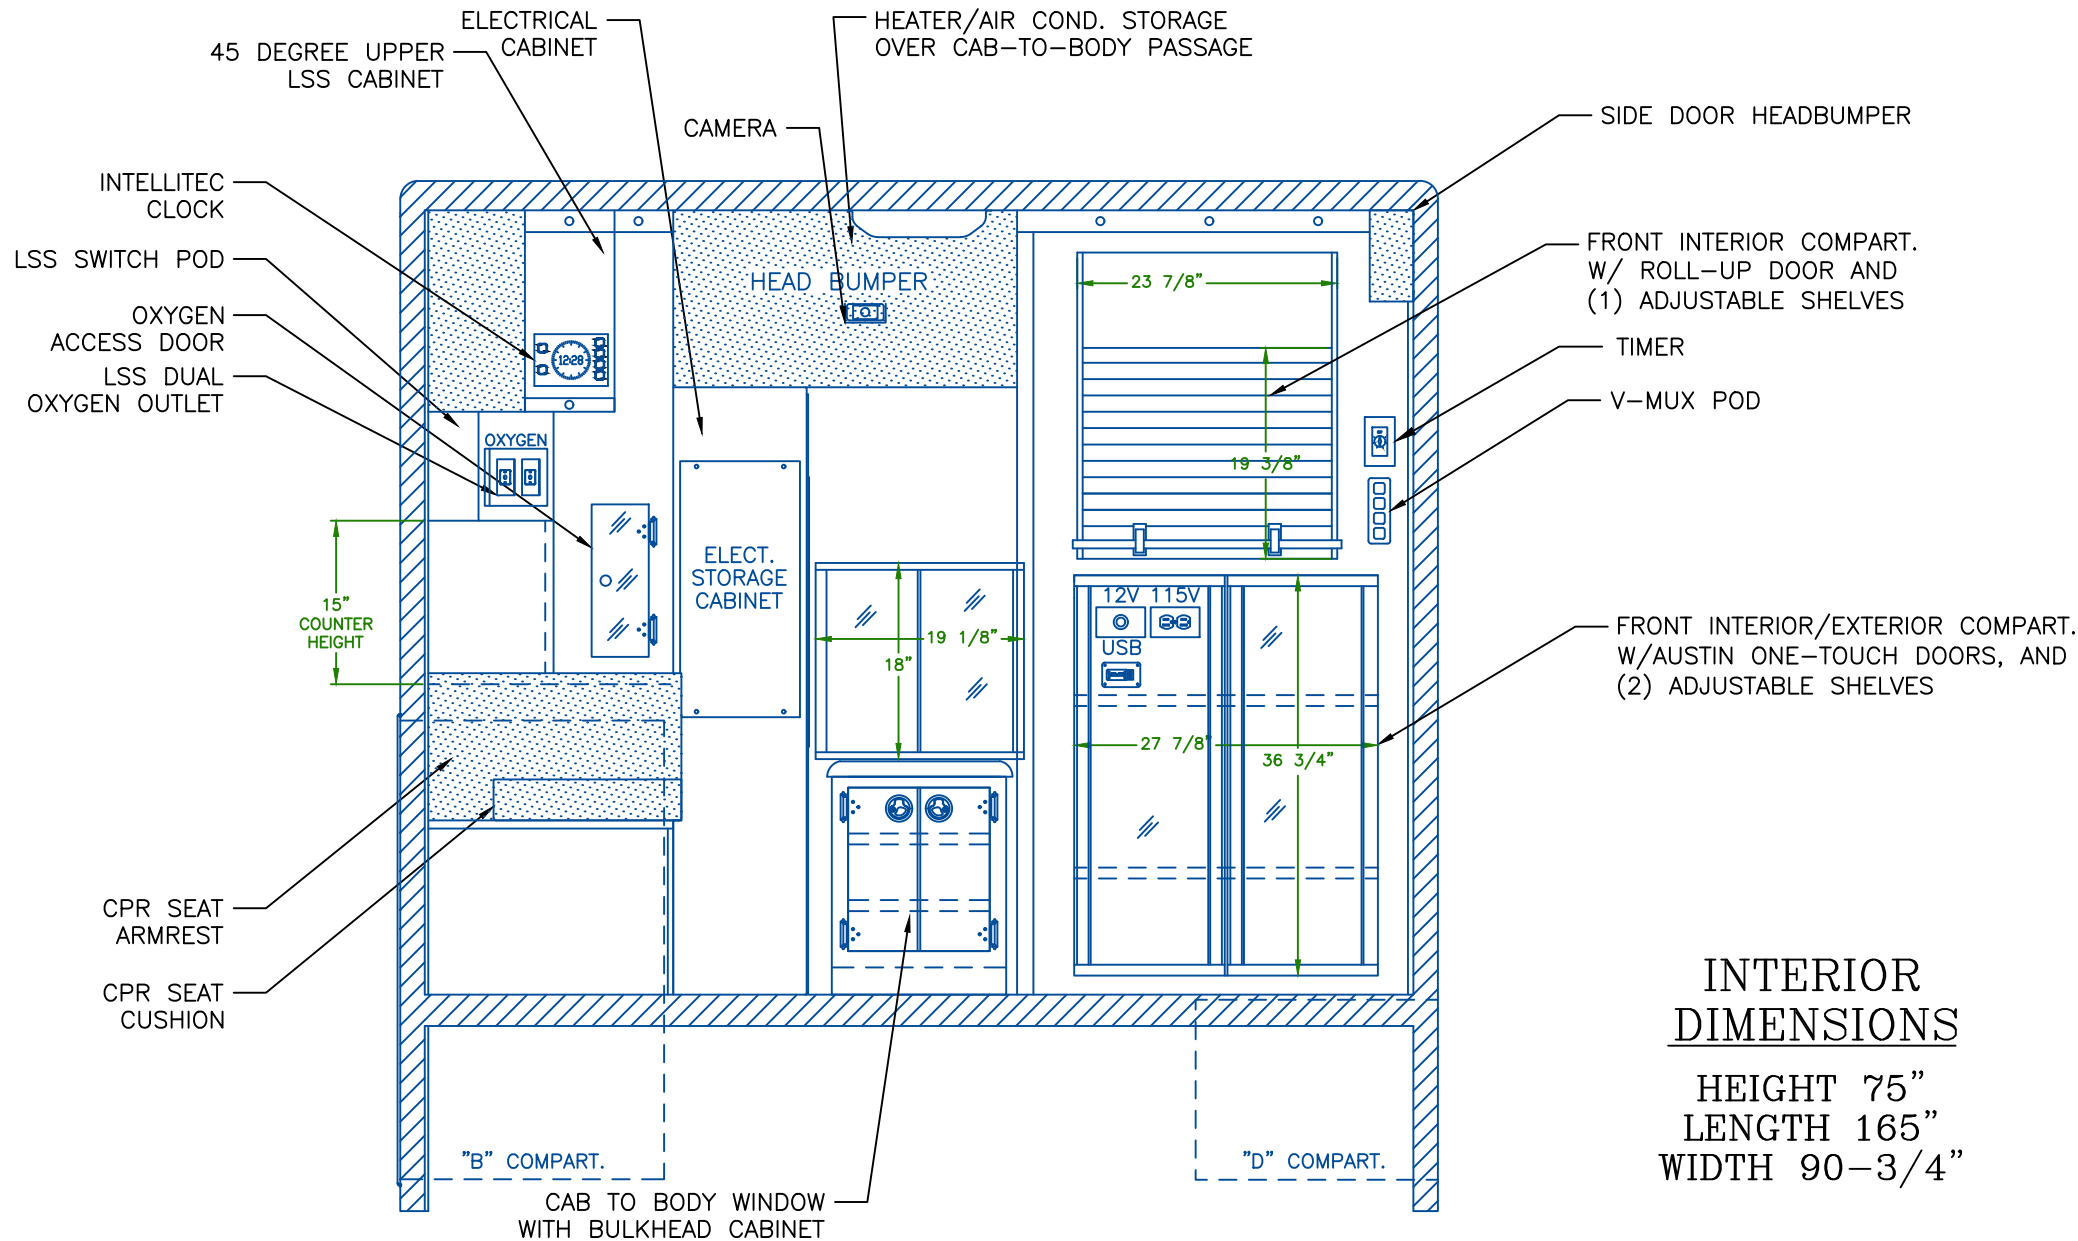 ELECTRICAL
CABINET
HEATER/AIR COND. STORAGE
OVER CAB-TO-BODY PASSAGE
45 DEGREE UPPER
LSS CABINET
CAMERA
SIDE DOOR HEADBUMPER
INTELLITEC
CLOCK
LSS SWITCH POD
OXYGEN
ACCESS DOOR
LSS DUAL
OXYGEN OUTLET
FRONT INTERIOR COMPART.
W/ ROLL-UP DOOR AND
(1) ADJUSTABLE SHELVES
TIMER
V-MUX POD
HEAD BUMPER
23 7/8"
12:28
19 3/8"
OXYGEN
ELECT.
STORAGE
CABINET
15"
COUNTER
HEIGHT
19 1/8"
18"
12V 115V
USB
27 7/8"
36 3/4"
FRONT INTERIOR/EXTERIOR COMPART.
W/AUSTIN ONE-TOUCH DOORS, AND
(2) ADJUSTABLE SHELVES
CPR SEAT
ARMREST
CPR SEAT
CUSHION
"B" COMPART.
"D" COMPART.
CAB TO BODY WINDOW
WITH BULKHEAD CABINET
INTERIOR
DIMENSIONS
HEIGHT 75"
LENGTH 165"
WIDTH 90-3/4"